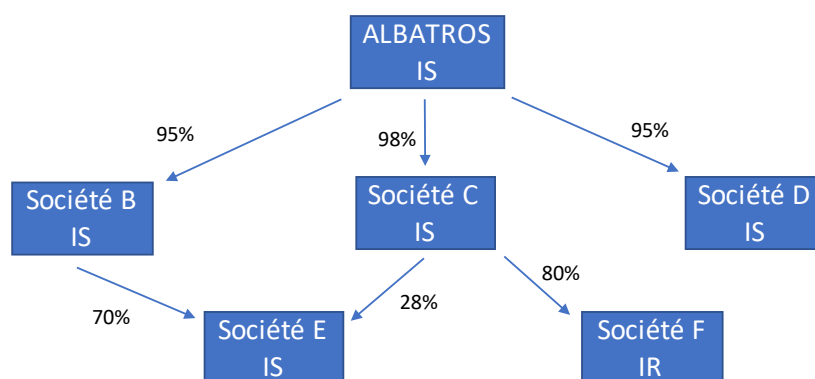 ALBATROS
IS
95%
98%
95%
Société B
IS
Société C
IS
Société D
IS
70%
28%
80%
Société E
IS
Société F
IR